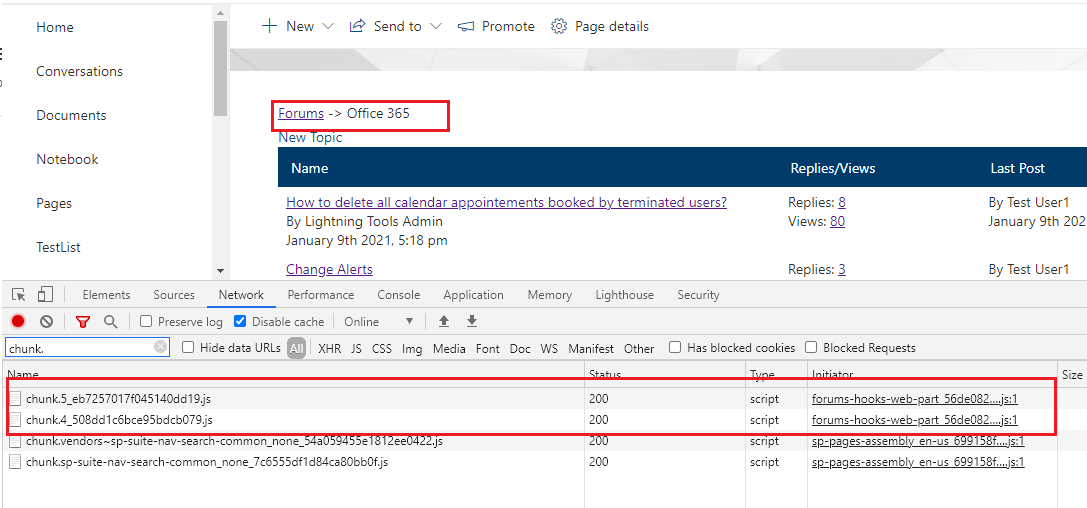 Home
Conversations
Documents
Notebook
Pages
TestList
New Send to Promote Page details
Forums -> Office 365
New Topic
Name Replies/Views Last Post
How to delete all calendar appointements booked by terminated users? Replies: 8 By Test User1
By Lightning Tools Admin Views: 80 January 9th 202
January 9th 2021, 5:18 pm
Change Alerts Replies: 3 By Test User1
Elements Sources Network Performance Console Application Memory Lighthouse Security
Preserve log Disable cache Online
chunk. Hide data URLs All XHR JS CSS Img Media Font Doc WS Manifest Other Has blocked cookies Blocked Requests
Name Status Type Initiator Size
chunk.5_eb7257017f045140dd19.js 200 script forums-hooks-web-part_56de082....js:1
chunk.4_508dd1c6bce95bdcb079.js 200 script forums-hooks-web-part_56de082....js:1
chunk.vendors~sp-suite-nav-search-common_none_54a059455e1812ee0422.js 200 script sp-pages-assembly_en-us_699158f....js:1
chunk.sp-suite-nav-search-common_none_7c6555df1d84ca80bb0f.js 200 script sp-pages-assembly_en-us_699158f....js:1